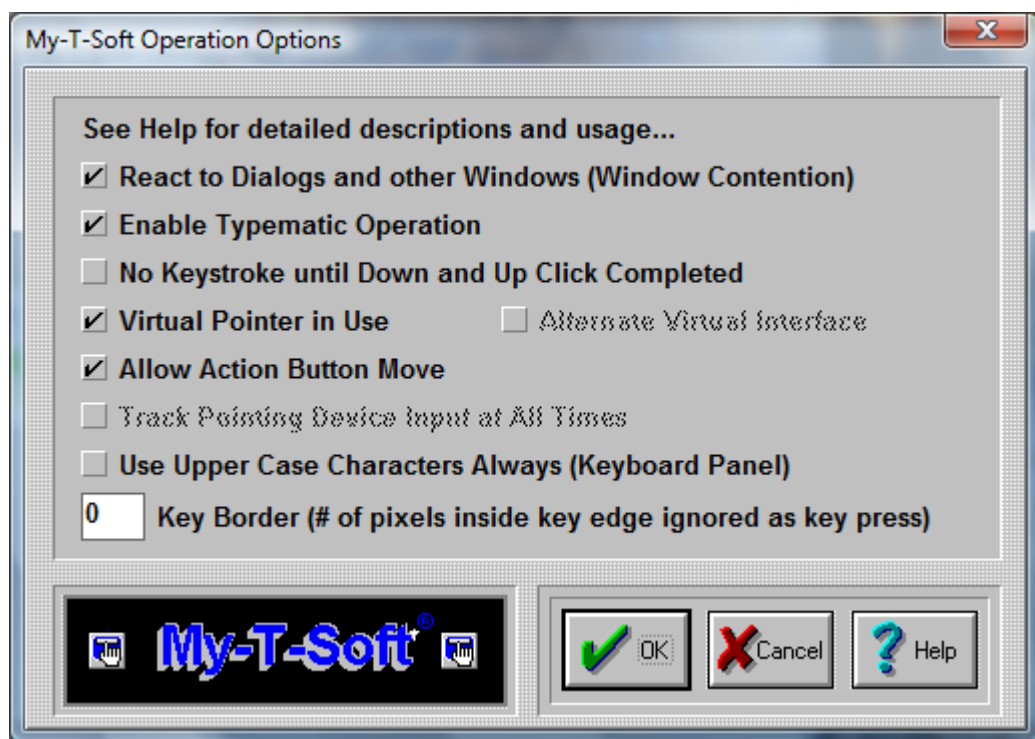 My-T-Soft Operation Options
See Help for detailed descriptions and usage...
React to Dialogs and other Windows (Window Contention)
Enable Typematic Operation
No Keystroke until Down and Up Click Completed
Virtual Pointer in Use Alternate Virtual Interface
Allow Action Button Move
Track Pointing Device Input at All Times
Use Upper Case Characters Always (Keyboard Panel)
0 Key Border (# of pixels inside key edge ignored as key press)
My-T-Soft® OK Cancel Help